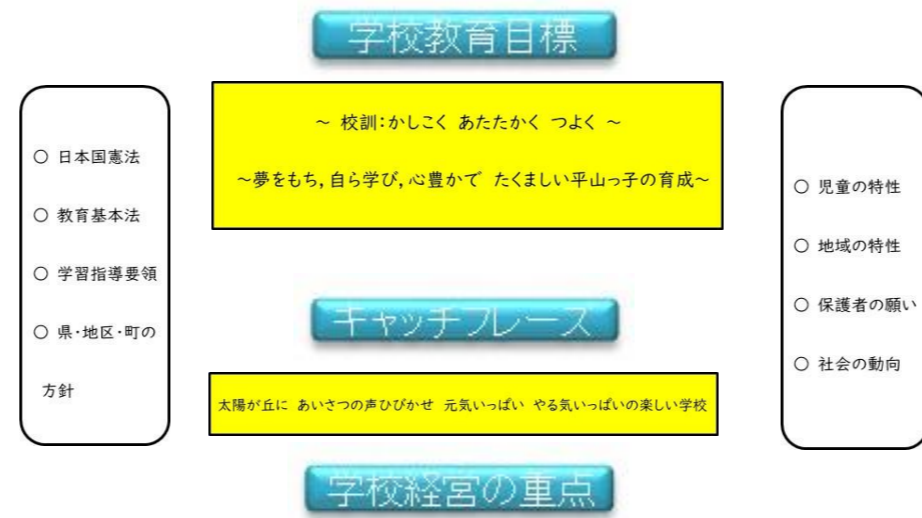 学校教育目標
～ 校訓：かしこく あたたかく つよく ～
～夢をもち，自ら学び，心豊かで たくましい平山っ子の育成～
○ 日本国憲法
○ 教育基本法
○ 学習指導要領
○ 県・地区・町の
方針
○ 児童の特性
○ 地域の特性
○ 保護者の願い
○ 社会の動向
キャッチフレーズ
太陽が丘に あいさつの声ひびかせ 元気いっぱい やる気いっぱいの楽しい学校
学校経営の重点